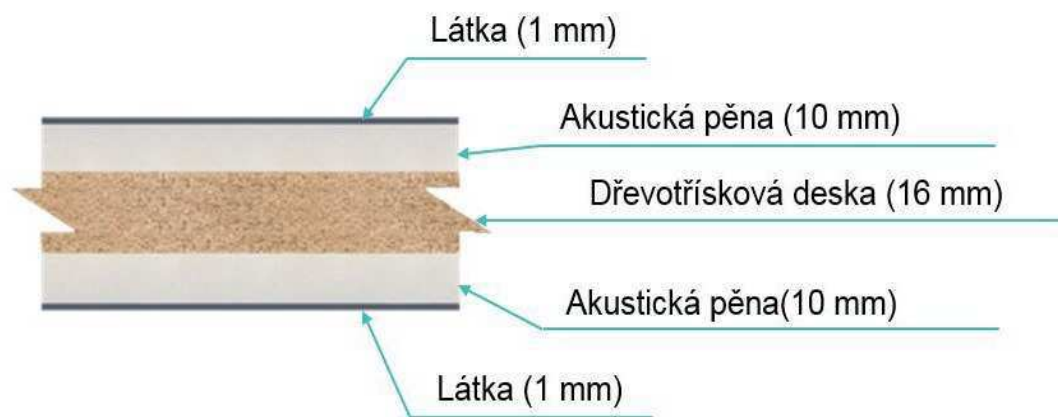 Látka (1 mm)
Akustická pěna (10 mm)
Dřevotřísková deska (16 mm)
Akustická pěna(10 mm)
Látka (1 mm)